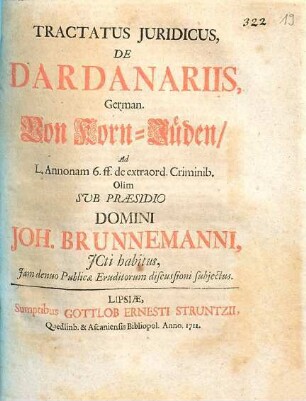 322 19
TRACTATUS JURIDICUS,
DE
DARDANARIIS,
German.
Von Korn-Jüden/
Ad
L. Annonam 6. ff. de extraord. Criminib.
Olim
SVB PRÆSIDIO
DOMINI
JOH. BRUNNEMANNI,
JCti habitus,
Jam denuo Publicæ Eruditorum discussioni subjectus.
LIPSIÆ,
Sumptibus GOTTLOB ERNESTI STRUNTZII,
Quedlinb. & Ascaniensis Bibliopol. Anno. 1711.